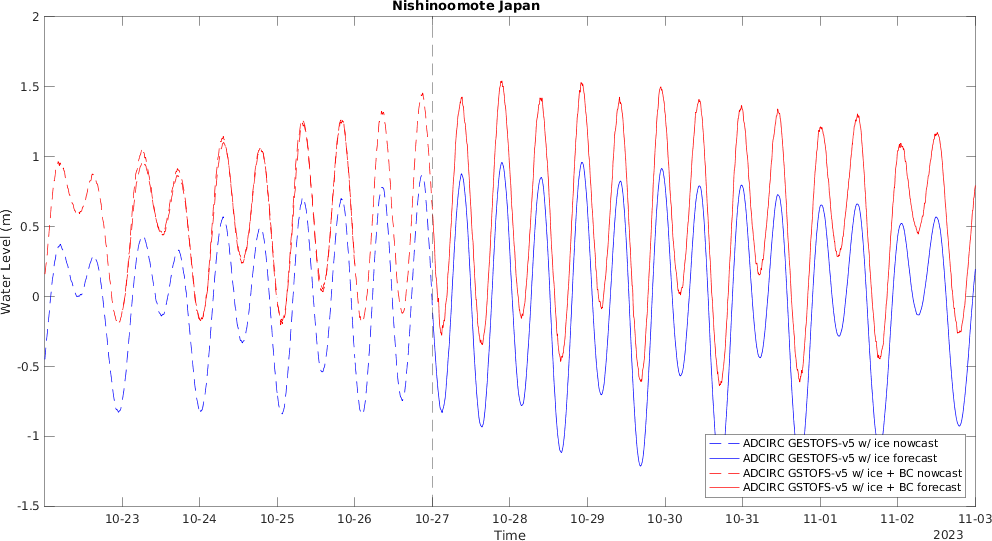 Nishinoomote Japan
2
1.5
1
0.5
0
-0.5
-1
-1.5
Water Level (m)
10-23 10-24 10-25 10-26 10-27 10-28 10-29 10-30 10-31 11-01 11-02 11-03
Time
2023
ADCIRC GESTOFS-v5 w/ ice nowcast
ADCIRC GESTOFS-v5 w/ ice forecast
ADCIRC GSTOFS-v5 w/ ice + BC nowcast
ADCIRC GSTOFS-v5 w/ ice + BC forecast